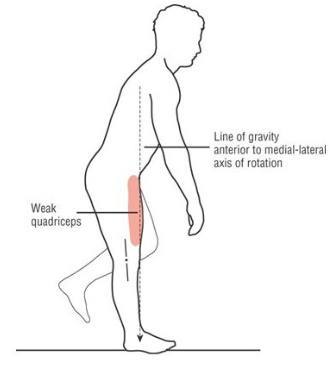 Line of gravity
anterior to medial-lateral
axis of rotation
Weak
quadriceps